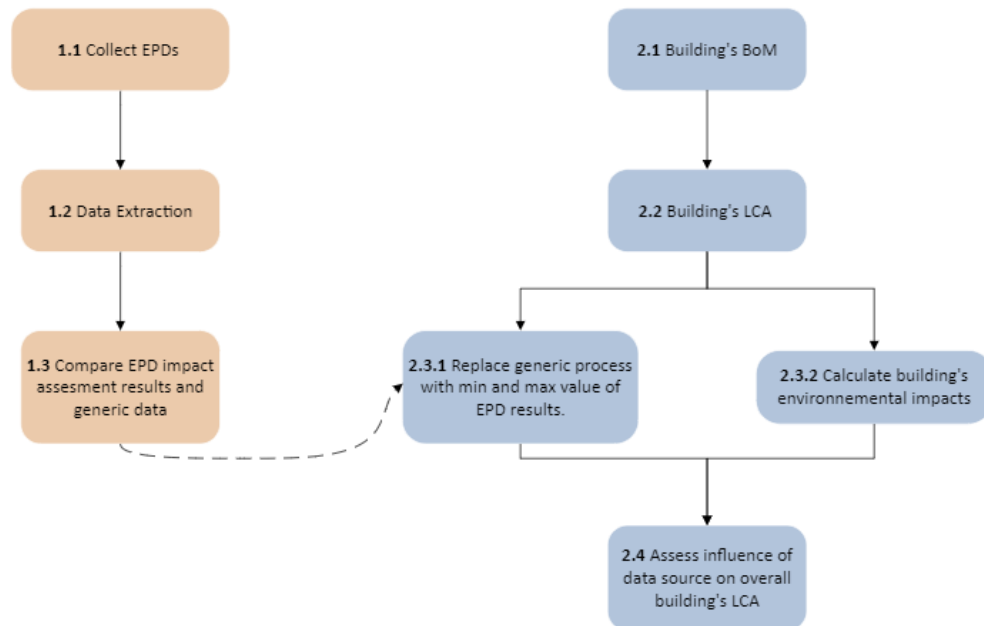 1.1 Collect EPDs
2.1 Building's BoM
1.2 Data Extraction
2.2 Building's LCA
1.3 Compare EPD impact
assesment results and
generic data
2.3.1 Replace generic process
with min and max value of
EPD results.
2.3.2 Calculate building's
environnemental impacts
2.4 Assess influence of
data source on overall
building's LCA